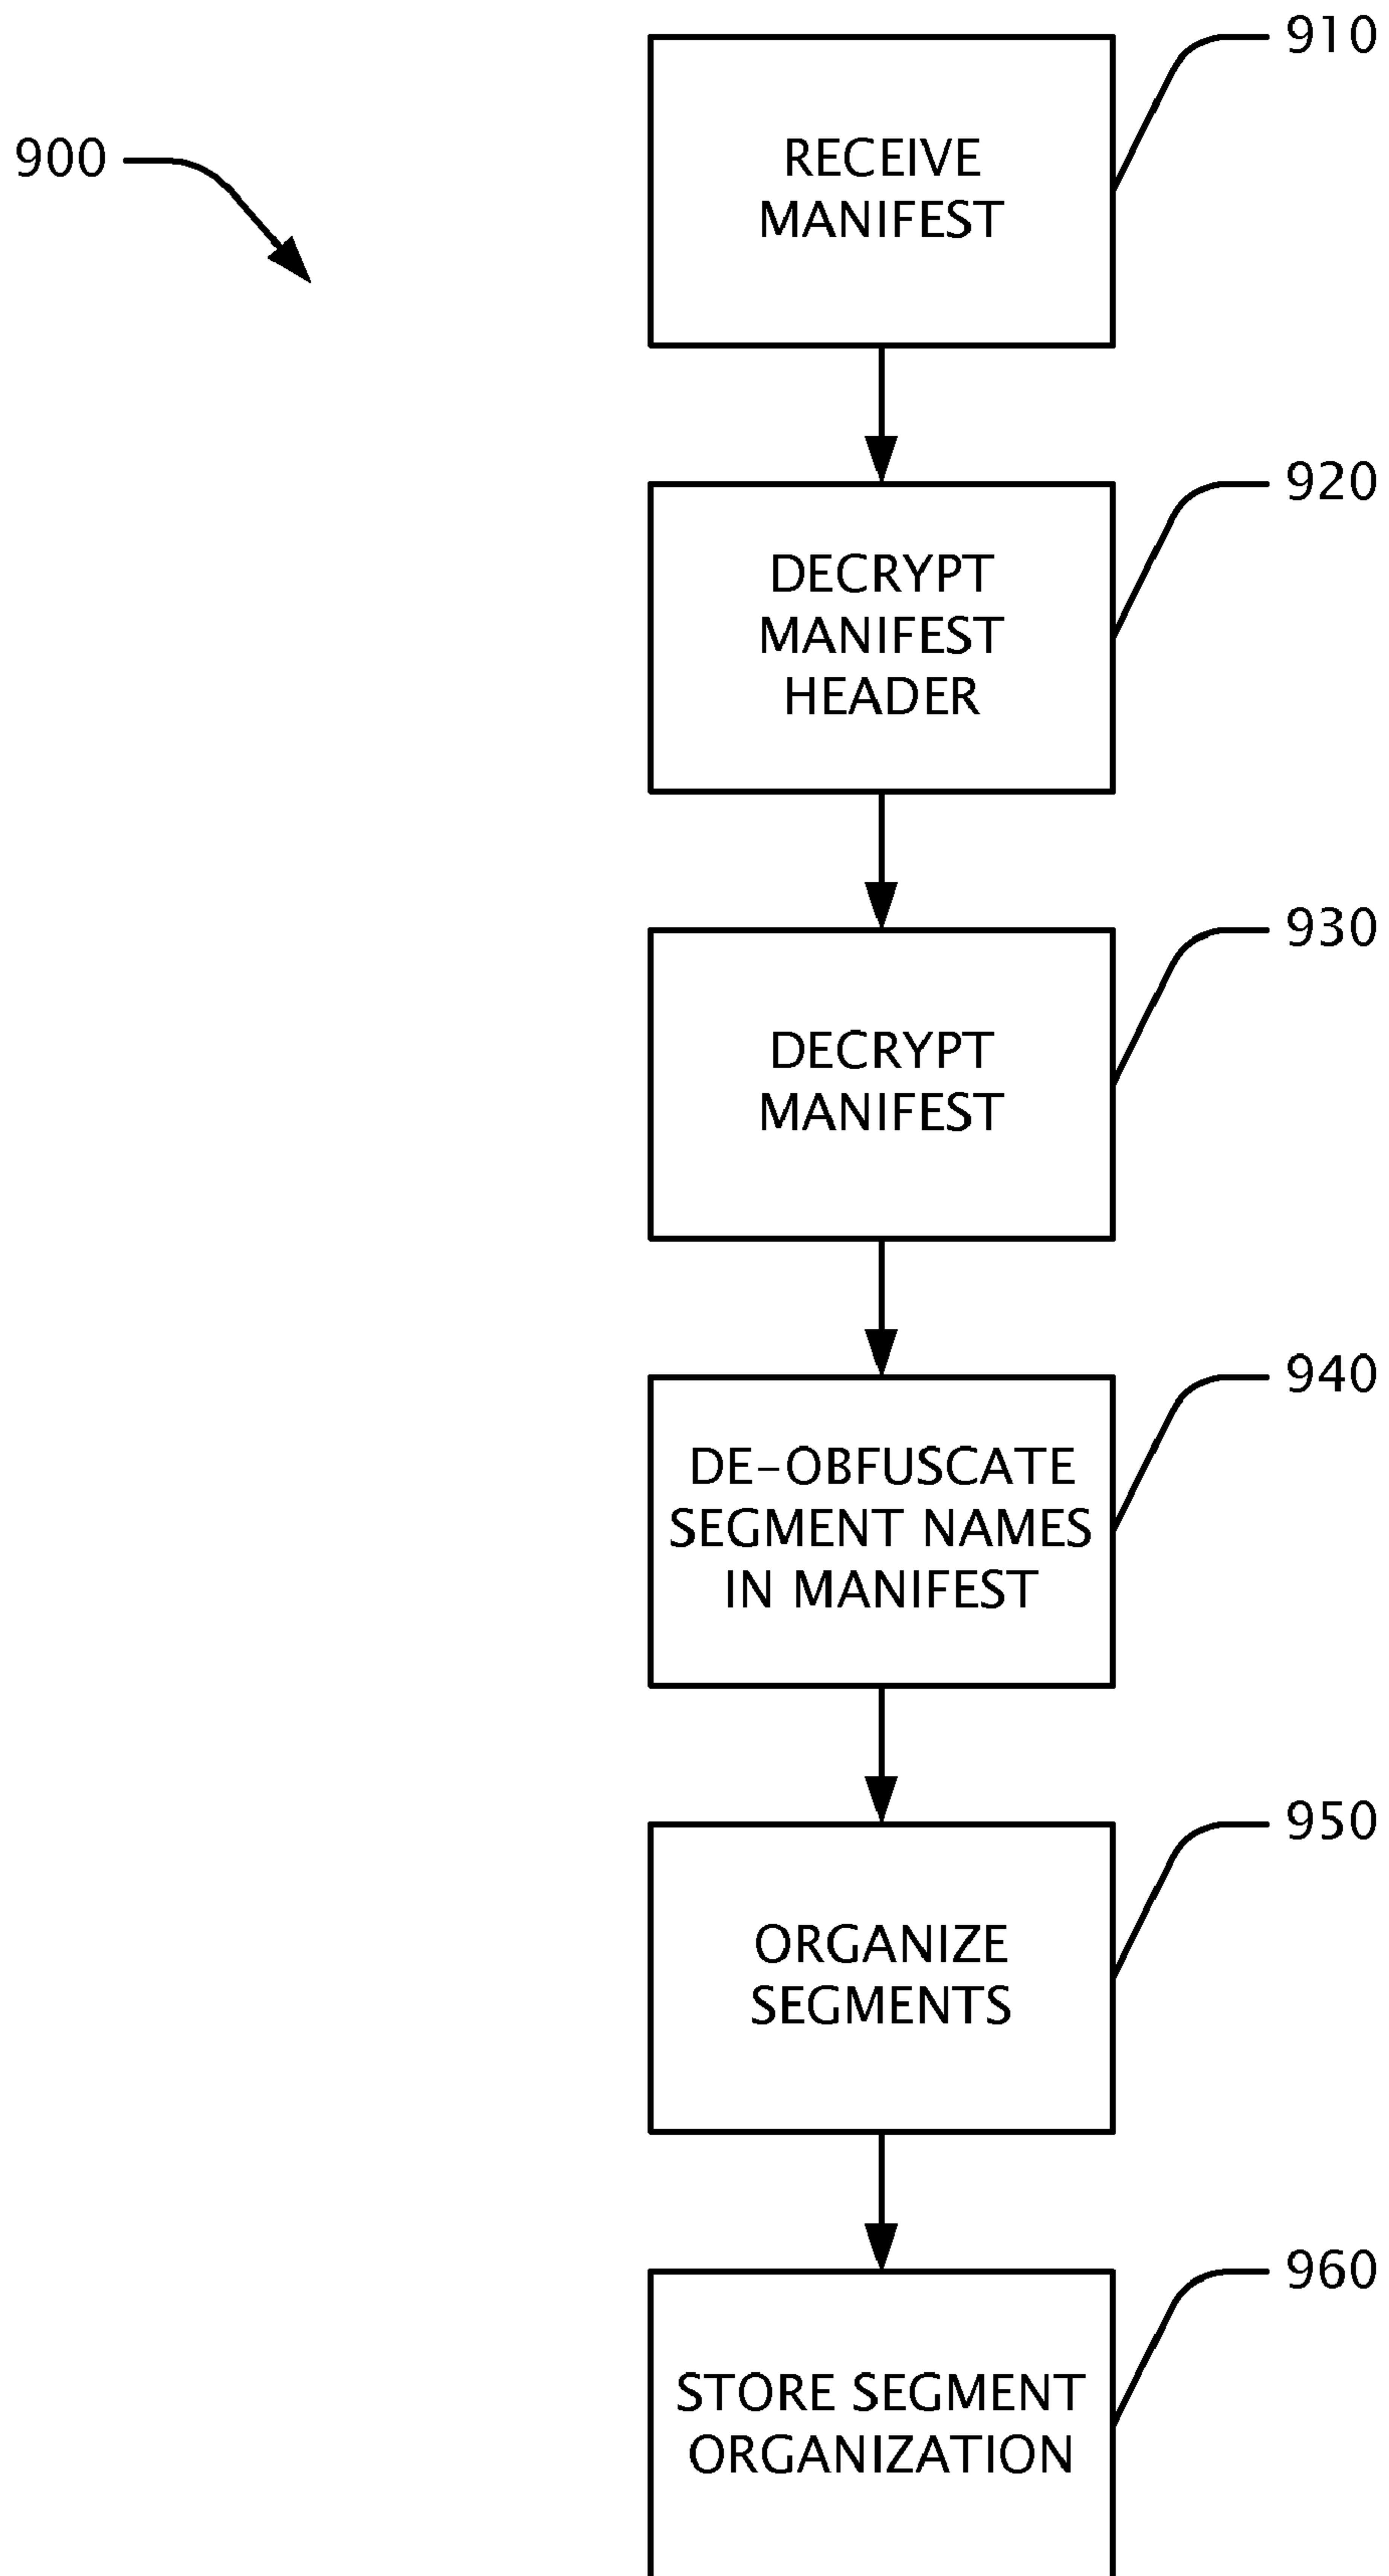 910
900
RECEIVE
MANIFEST
920
DECRYPT
MANIFEST
HEADER
930
DECRYPT
MANIFEST
940
DE-OBFUSCATE
SEGMENT NAMES
IN MANIFEST
950
ORGANIZE
SEGMENTS
960
STORE SEGMENT
ORGANIZATION